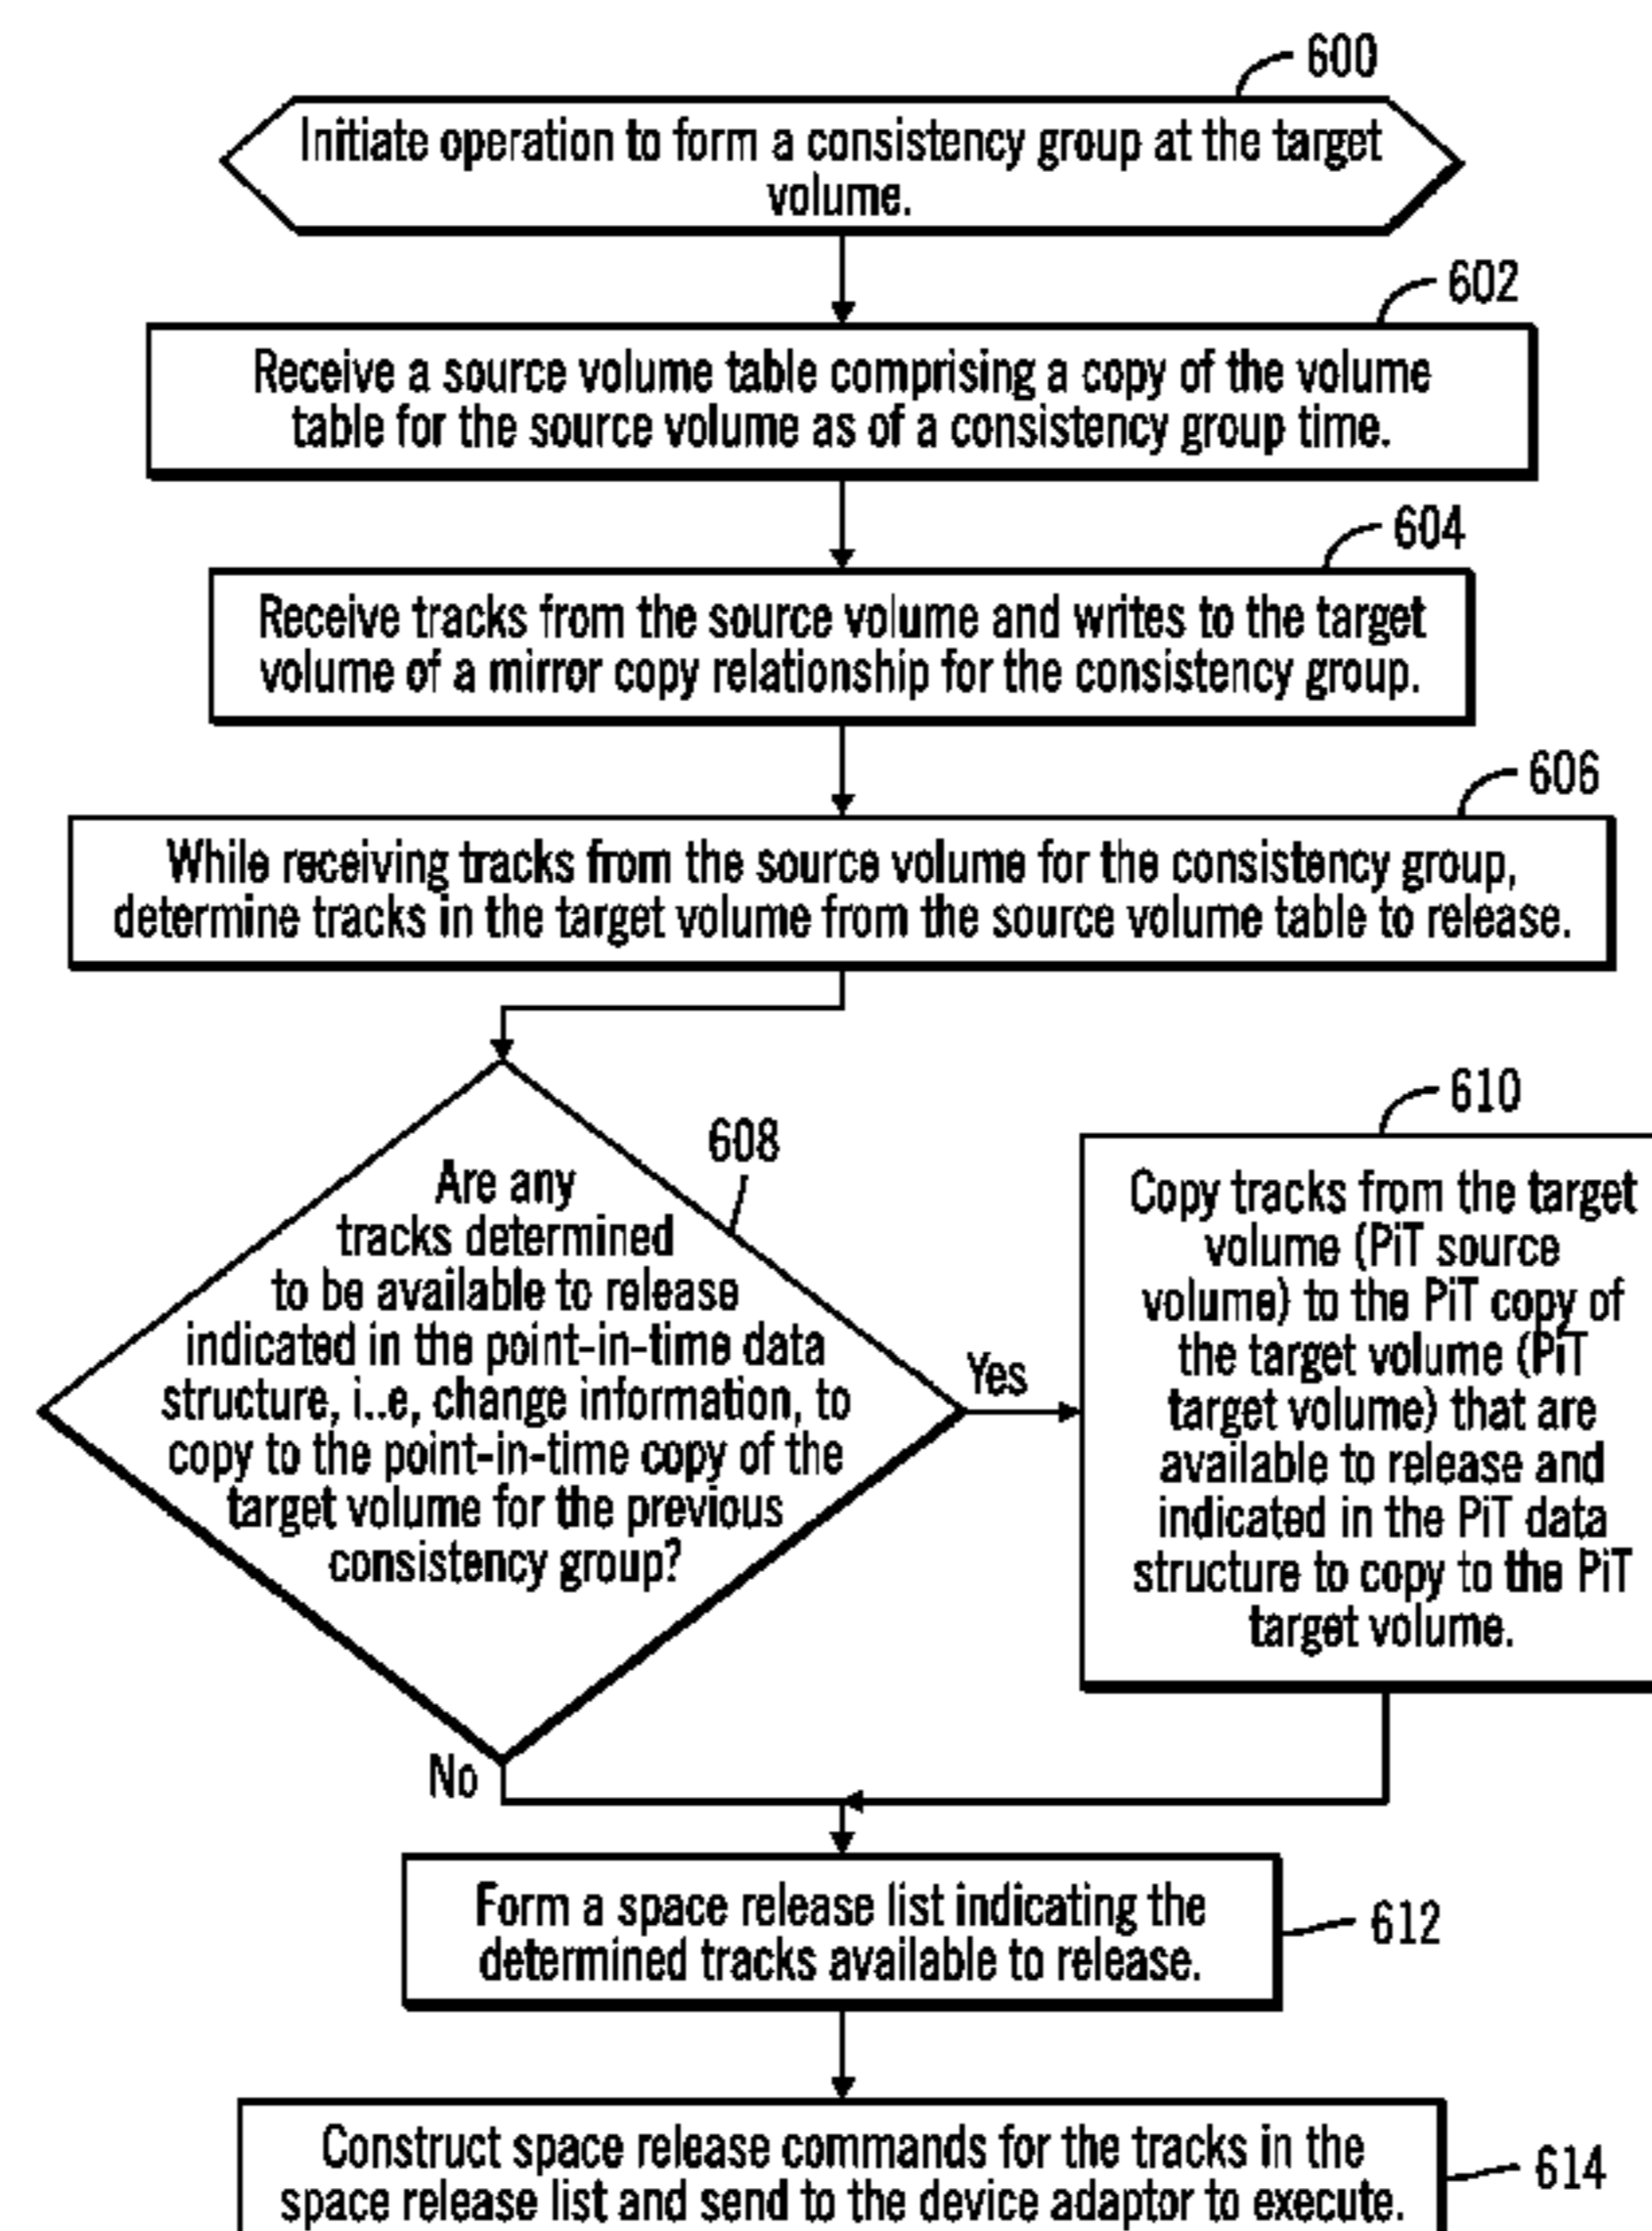 600
Initiate operation to form a consistency group at the target
volume.
602
Receive a source volume table comprising a copy of the volume
table for the source volume as of a consistency group time.
604
Receive tracks from the source volume and writes to the target
volume of a mirror copy relationship for the consistency group.
606
While receiving tracks from the source volume for the consistency group,
determine tracks in the target volume from the source volume table to release.
608
Are any
tracks determined
to be available to release
indicated in the point-in-time data
structure, i..e, change information, to
copy to the point-in-time copy of the
target volume for the previous
consistency group?
Yes
610
Copy tracks from the target
volume (PiT source
volume) to the PiT copy of
the target volume (PiT
target volume) that are
available to release and
indicated in the PiT data
structure to copy to the PiT
target volume.
No
Form a space release list indicating the
determined tracks available to release.
612
Construct space release commands for the tracks in the
space release list and send to the device adaptor to execute.
614